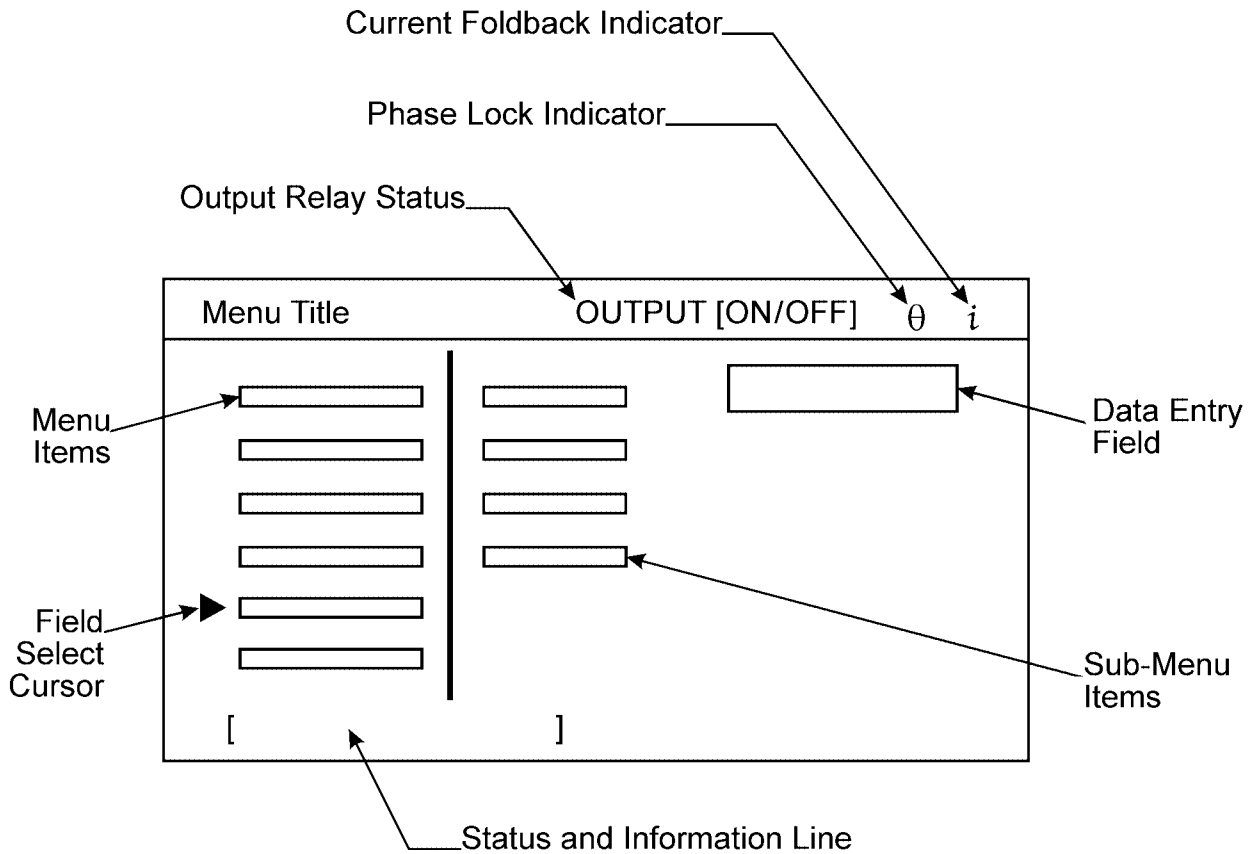 Current Foldback Indicator
Phase Lock Indicator
Output Relay Status
Menu Title OUTPUT [ON/OFF] θ i
Menu
Items
Data Entry
Field
Field
Select
Cursor
Sub-Menu
Items
[ ]
Status and Information Line